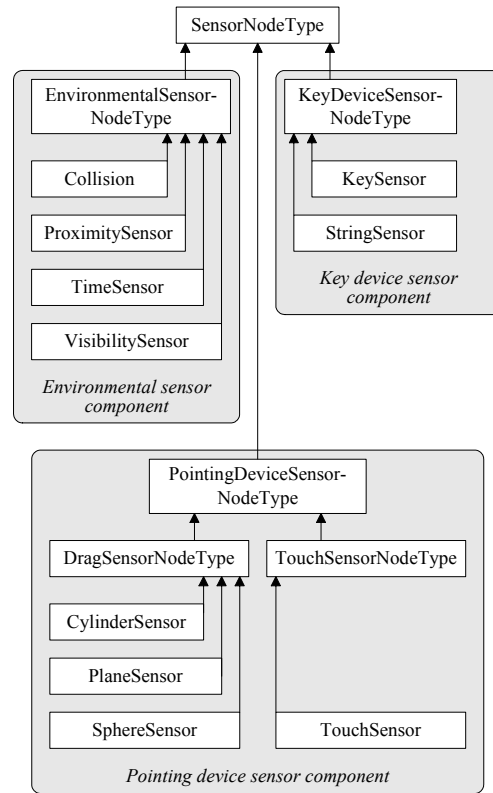 SensorNodeType
EnvironmentalSensor-
NodeType
Collision
ProximitySensor
TimeSensor
VisibilitySensor
Environmental sensor
component
KeyDeviceSensor-
NodeType
KeySensor
StringSensor
Key device sensor
component
PointingDeviceSensor-
NodeType
DragSensorNodeType
TouchSensorNodeType
CylinderSensor
PlaneSensor
SphereSensor
TouchSensor
Pointing device sensor component